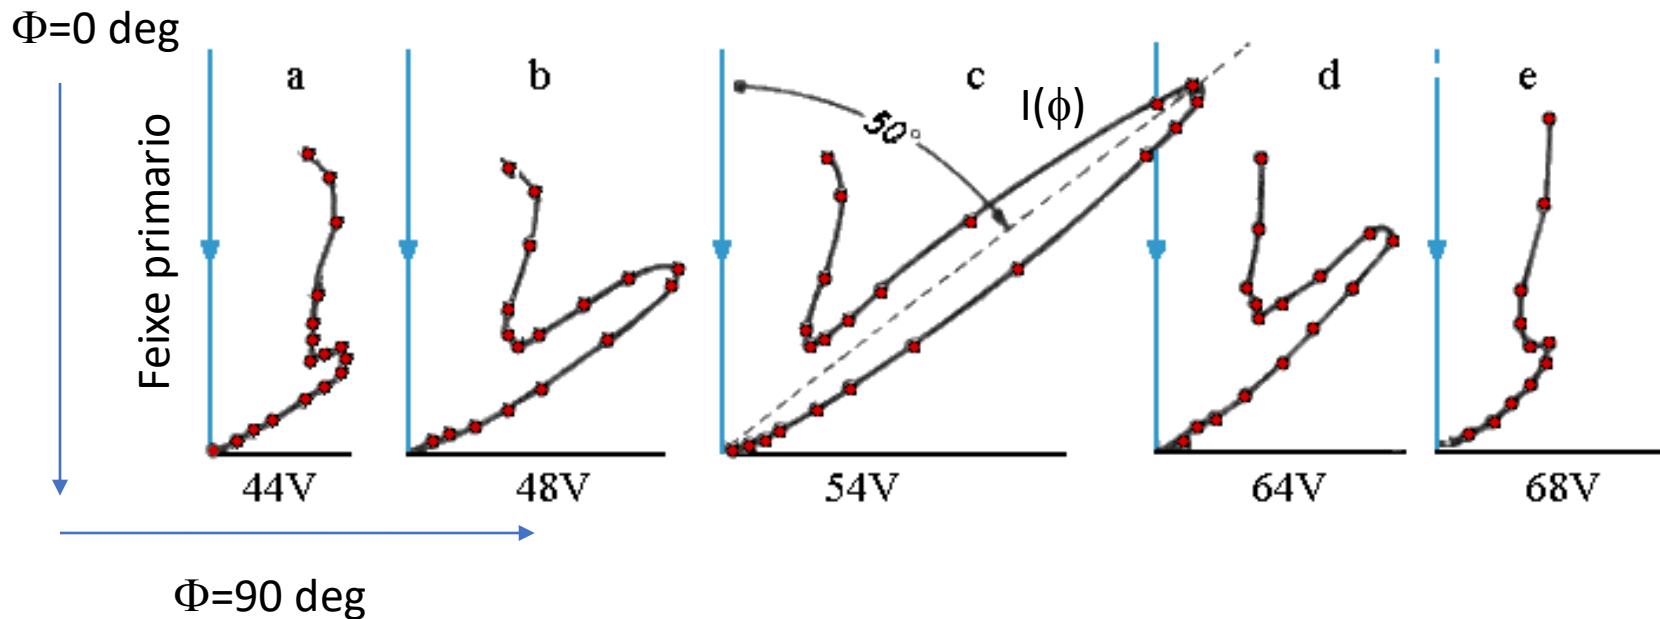 Φ=0 deg
a
b
c
d
e
I(ϕ)
50°
Feixe primario
44V
48V
54V
64V
68V
Φ=90 deg